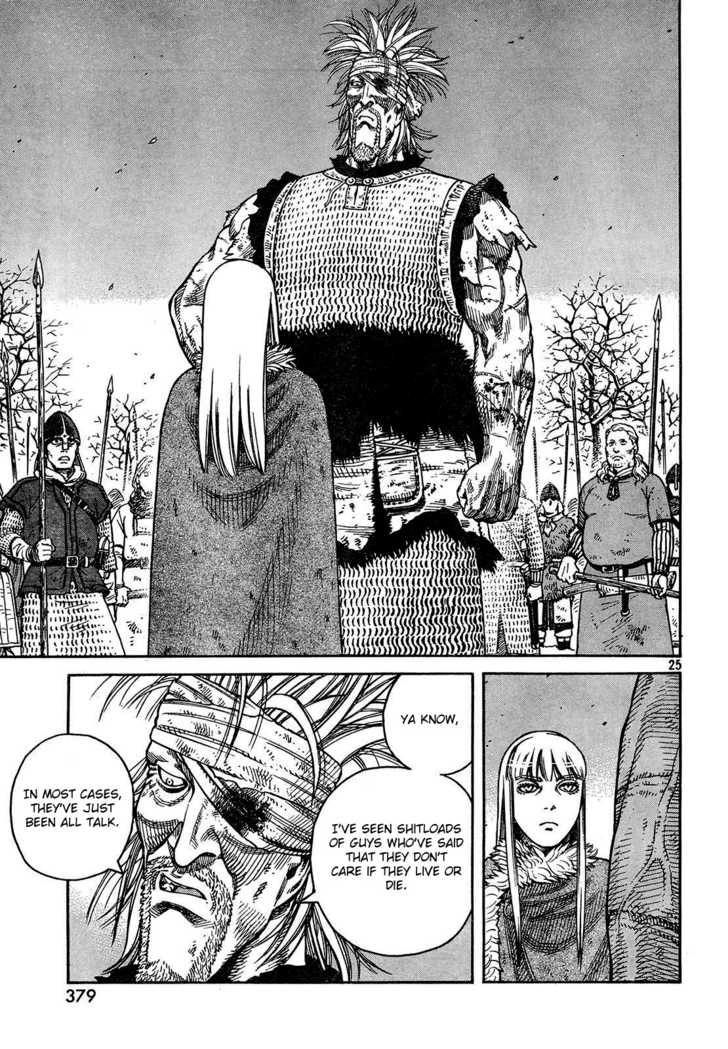 25
YA KNOW,
I'VE SEEN SHITLOADS
OF GUYS WHO'VE SAID
THAT THEY DON'T
CARE IF THEY LIVE OR
DIE.
IN MOST CASES,
THEY'VE JUST
BEEN ALL TALK.
379